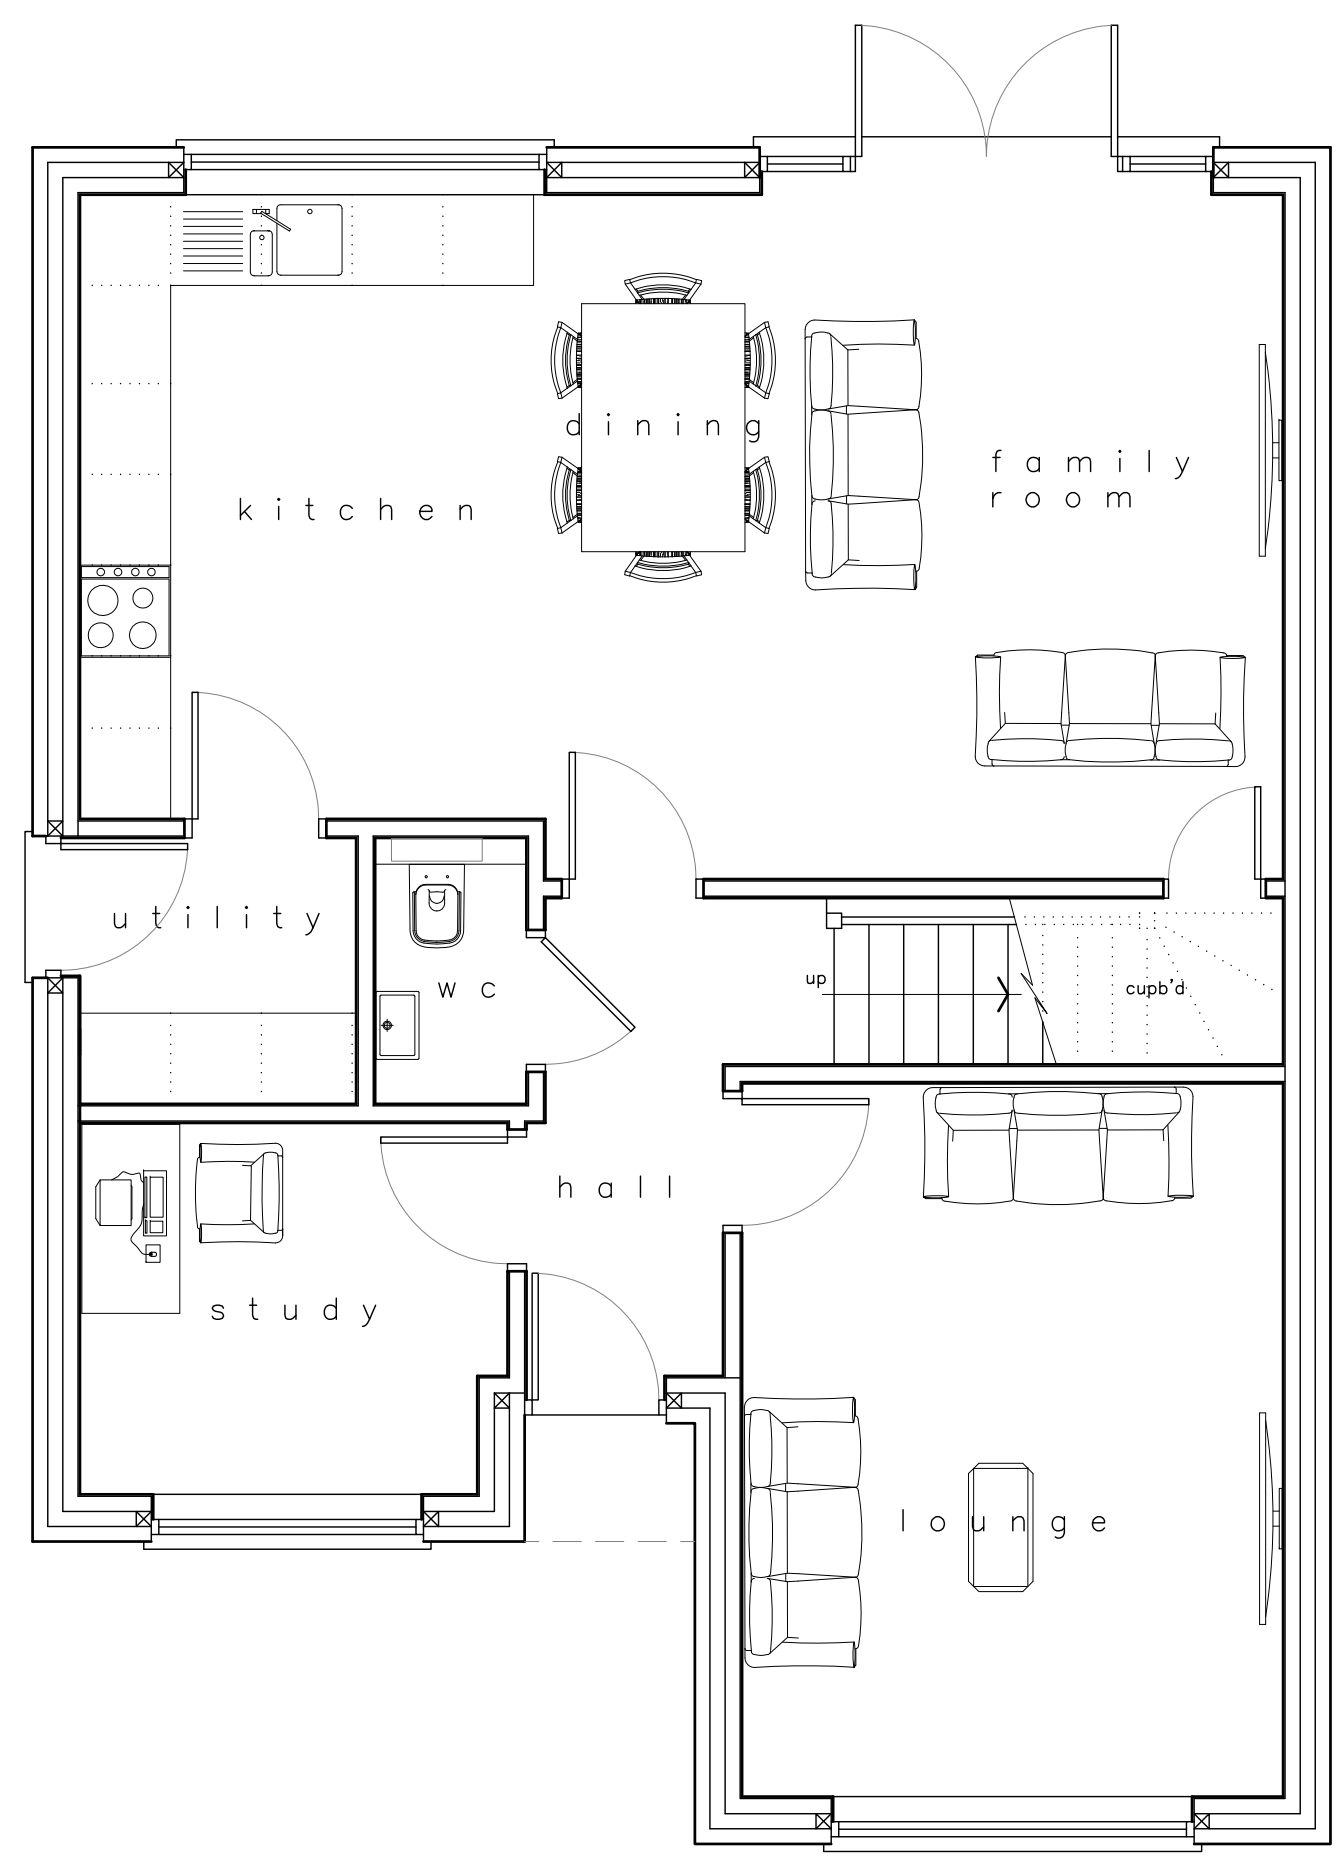 dining
family
room
kitchen
utility
up
cupb'd
wc
hall
study
lounge